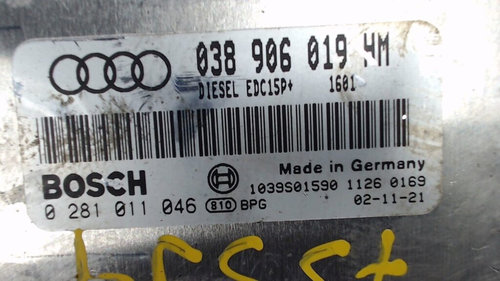 038 906 019 HM
DIESEL EDC15P+ 1601
Made in Germany
BOSCH
1039S01590 1126 0169
0 281 011 046 810 BPG 02-11-21